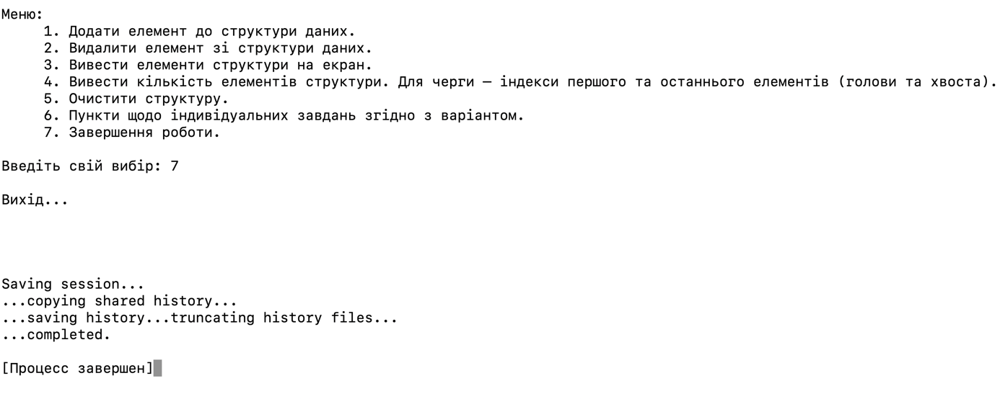 Меню:
1. Додати елемент до структури даних.
2. Видалити елемент зі структури даних.
3. Вивести елементи структури на екран.
4. Вивести кількість елементів структури. Для черги — індекси першого та останнього елементів (голови та хвоста).
5. Очистити структуру.
6. Пункти щодо індивідуальних завдань згідно з варіантом.
7. Завершення роботи.
Введіть свій вибір: 7
Вихід...
Saving session...
...copying shared history...
...saving history...truncating history files...
...completed.
[Процесс завершен]